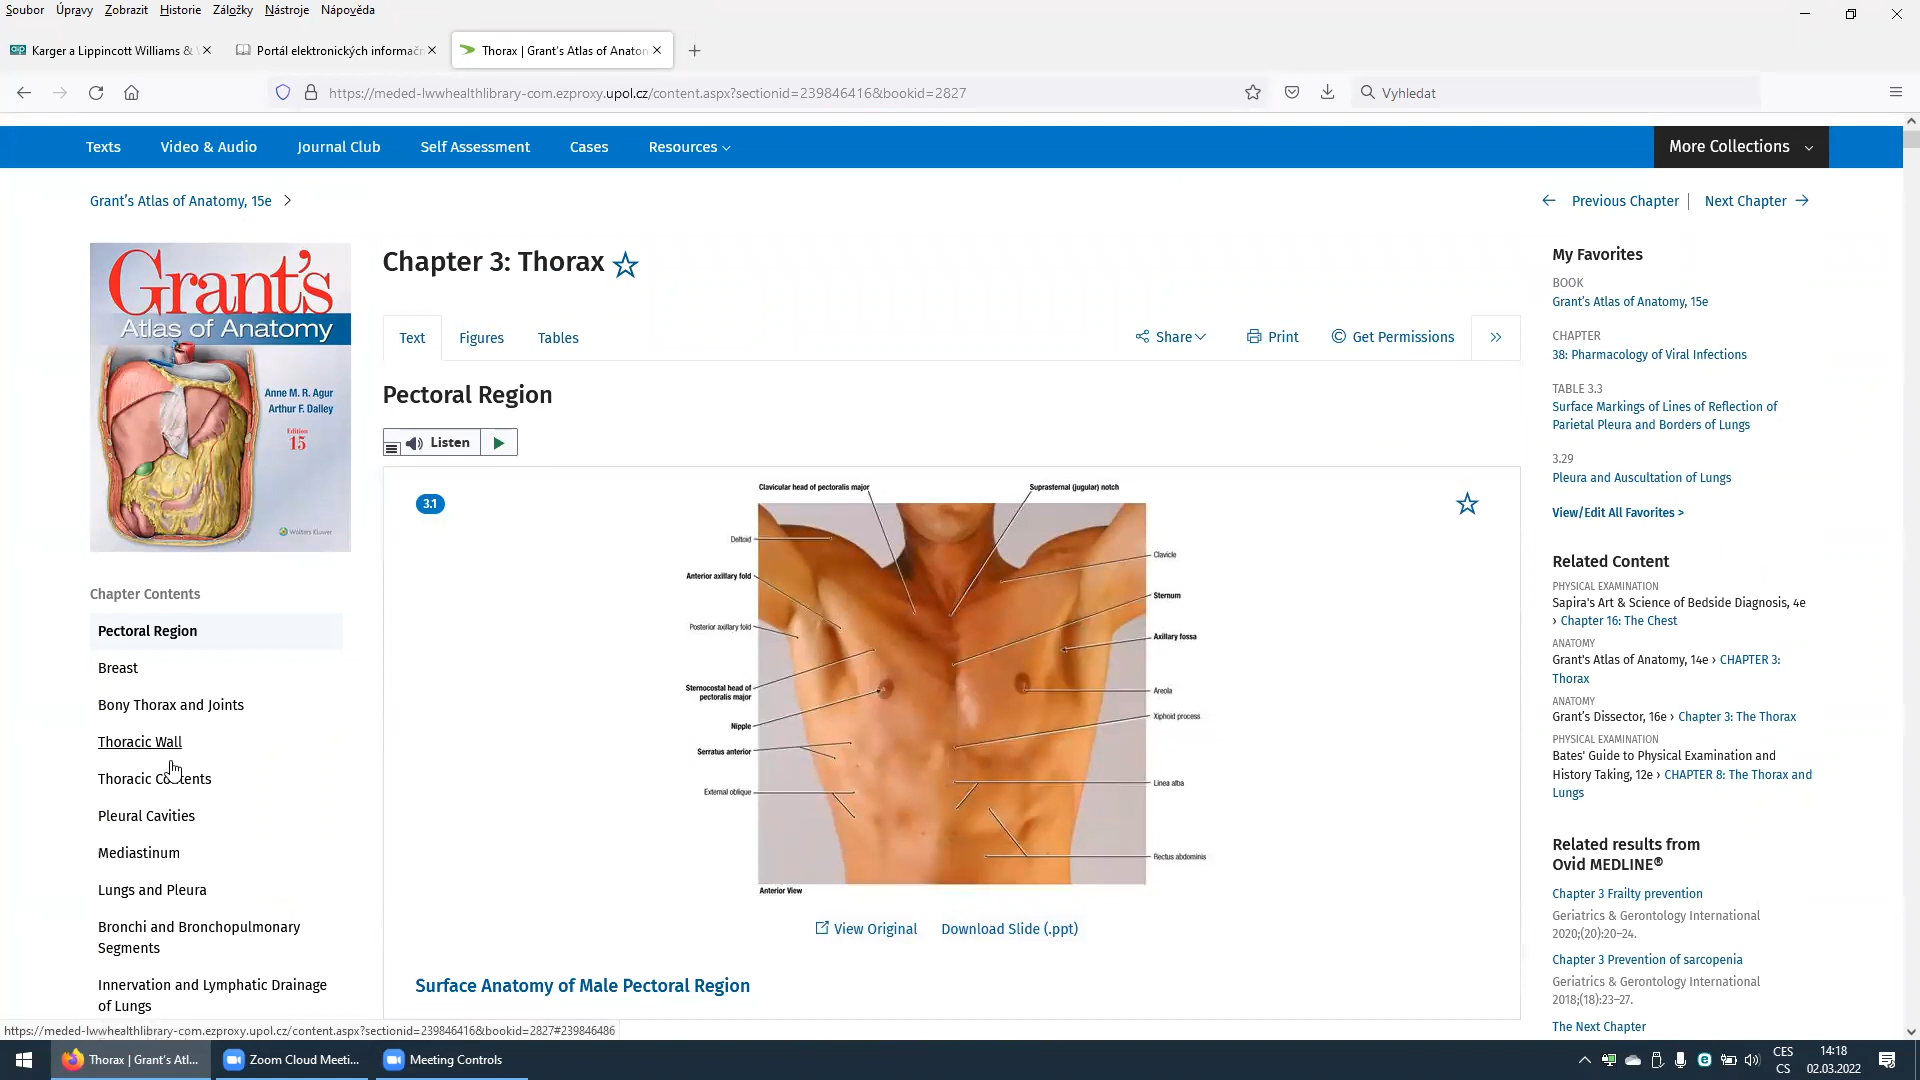 Soubor Úpravy Zobrazit Historie Záložky Nástroje Nápověda
Karger a Lippincott Williams &
Portál elektronických informač
Thorax | Grant's Atlas of Anaton
https://meded-lwwhealthlibrary-com.ezproxy.upol.cz/content.aspx?sectionid=239846416&bookid=2827
Vyhledat
Texts Video & Audio Journal Club Self Assessment Cases Resources
More Collections
Grant's Atlas of Anatomy, 15e
Previous Chapter | Next Chapter
Grant's
Atlas of Anatomy
Anne M. R. Agur
Arthur F. Dalley
Edition
15
Wolters Kluwer
Chapter Contents
Pectoral Region
Breast
Bony Thorax and Joints
Thoracic Wall
Thoracic Contents
Pleural Cavities
Mediastinum
Lungs and Pleura
Bronchi and Bronchopulmonary
Segments
Innervation and Lymphatic Drainage
of Lungs
Chapter 3: Thorax
Text Figures Tables
Share Print © Get Permissions
Pectoral Region
Listen
3.1
Clavicular head of pectoralis major
Suprasternal (jugular) notch
Deltoid
Anterior axillary fold
Posterior axillary fold
Sternocostal head of
pectoralis major
Nipple
Serratus anterior
External oblique
Clavicle
Sternum
Axillary fossa
Areola
Xiphoid process
Linea alba
Rectus abdominis
Anterior View
View Original Download Slide (.ppt)
Surface Anatomy of Male Pectoral Region
My Favorites
BOOK
Grant's Atlas of Anatomy, 15e
CHAPTER
38: Pharmacology of Viral Infections
TABLE 3.3
Surface Markings of Lines of Reflection of
Parietal Pleura and Borders of Lungs
3.29
Pleura and Auscultation of Lungs
View/Edit All Favorites >
Related Content
PHYSICAL EXAMINATION
Sapira's Art & Science of Bedside Diagnosis, 4e
› Chapter 16: The Chest
ANATOMY
Grant's Atlas of Anatomy, 14e › CHAPTER 3:
Thorax
ANATOMY
Grant's Dissector, 16e › Chapter 3: The Thorax
PHYSICAL EXAMINATION
Bates' Guide to Physical Examination and
History Taking, 12e › CHAPTER 8: The Thorax and
Lungs
Related results from
Ovid MEDLINE®
Chapter 3 Frailty prevention
Geriatrics & Gerontology International
2020;(20):20–24.
Chapter 3 Prevention of sarcopenia
Geriatrics & Gerontology International
2018;(18):23–27.
The Next Chapter
https://meded-lwwhealthlibrary-com.ezproxy.upol.cz/content.aspx?sectionid=239846416&bookid=2827#239846486
Thorax | Grant's Atl...
Zoom Cloud Meeti...
Meeting Controls
CES
CS
14:18
02.03.2022